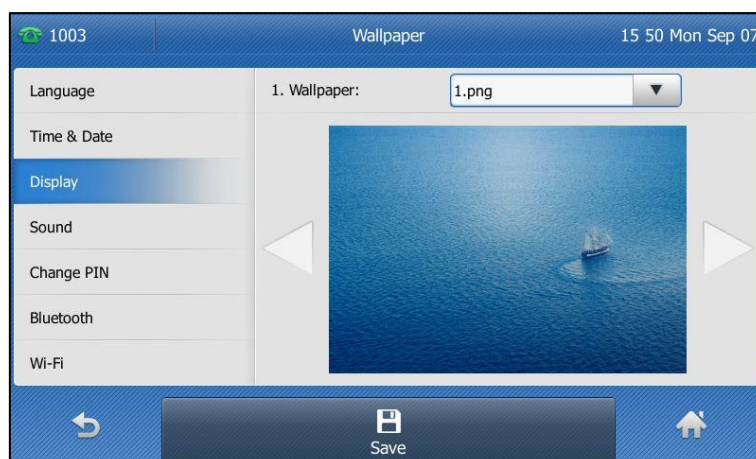 1003 Wallpaper 15 50 Mon Sep 07
Language
1. Wallpaper: 1.png
Time & Date
Display
Sound
Change PIN
Bluetooth
Wi-Fi
Save